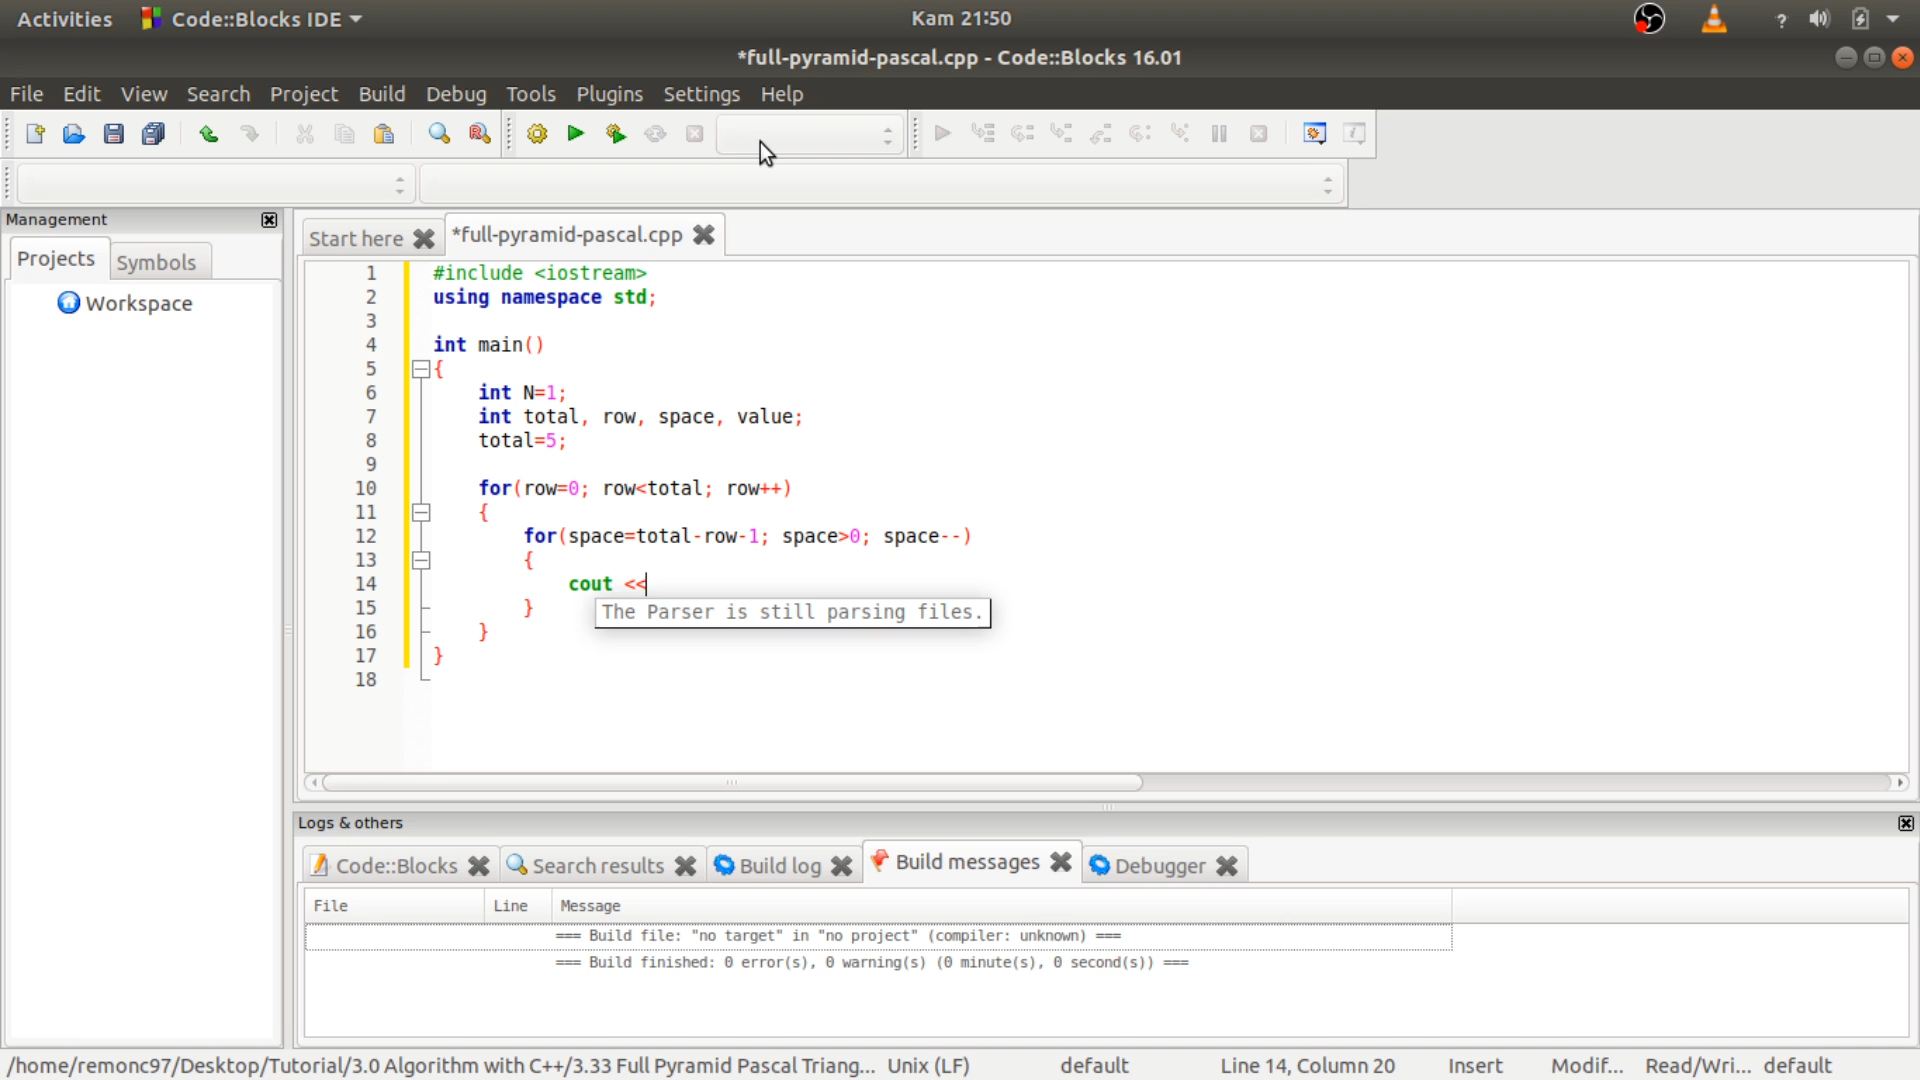 Activities Code::Blocks IDE Kam 21:50 ?
*full-pyramid-pascal.cpp - Code::Blocks 16.01
File Edit View Search Project Build Debug Tools Plugins Settings Help
Management
Projects Symbols
Workspace
Start here *full-pyramid-pascal.cpp
1 #include <iostream>
2 using namespace std;
3
4 int main()
5 {
6 int N=1;
7 int total, row, space, value;
8 total=5;
9
10 for(row=0; row<total; row++)
11 {
12 for(space=total-row-1; space>0; space--)
13 {
14 cout <<
15 }
The Parser is still parsing files.
16 }
17 }
18
Logs & others
Code::Blocks Search results Build log Build messages Debugger
File Line Message
=== Build file: "no target" in "no project" (compiler: unknown) ===
=== Build finished: 0 error(s), 0 warning(s) (0 minute(s), 0 second(s)) ===
/home/remonc97/Desktop/Tutorial/3.0 Algorithm with C++/3.33 Full Pyramid Pascal Triang... Unix (LF) default Line 14, Column 20 Insert Modif... Read/Wri... default